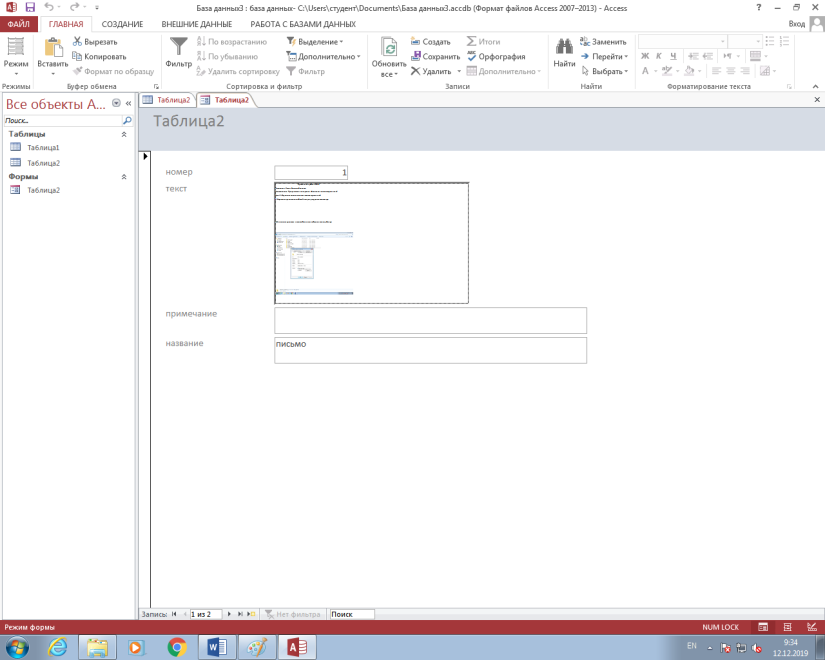 База данных3 : база данных- C:\Users\студент\Documents\База данных3.accdb (Формат файлов Access 2007–2013) - Access
ФАЙЛ ГЛАВНАЯ СОЗДАНИЕ ВНЕШНИЕ ДАННЫЕ РАБОТА С БАЗАМИ ДАННЫХ Вход
Режим
Режимы
Вставить
Вырезать
Копировать
Формат по образцу
Буфер обмена
Фильтр
По возрастанию
По убыванию
Удалить сортировку
Выделение
Дополнительно
Фильтр
Сортировка и фильтр
Обновить все
Создать
Сохранить
Удалить
Итоги
Орфография
Дополнительно
Записи
Найти
Заменить
Перейти
Выбрать
Найти
Ж К Ч
А
Форматирование текста
Все объекты A...
Поиск...
Таблицы
Таблица1
Таблица2
Формы
Таблица2
Таблица2 Таблица2
Таблица2
номер 1
текст
примечание
название письмо
Запись: 1 из 2 Нет фильтра Поиск
Режим формы NUM LOCK
EN 9:34
12.12.2019